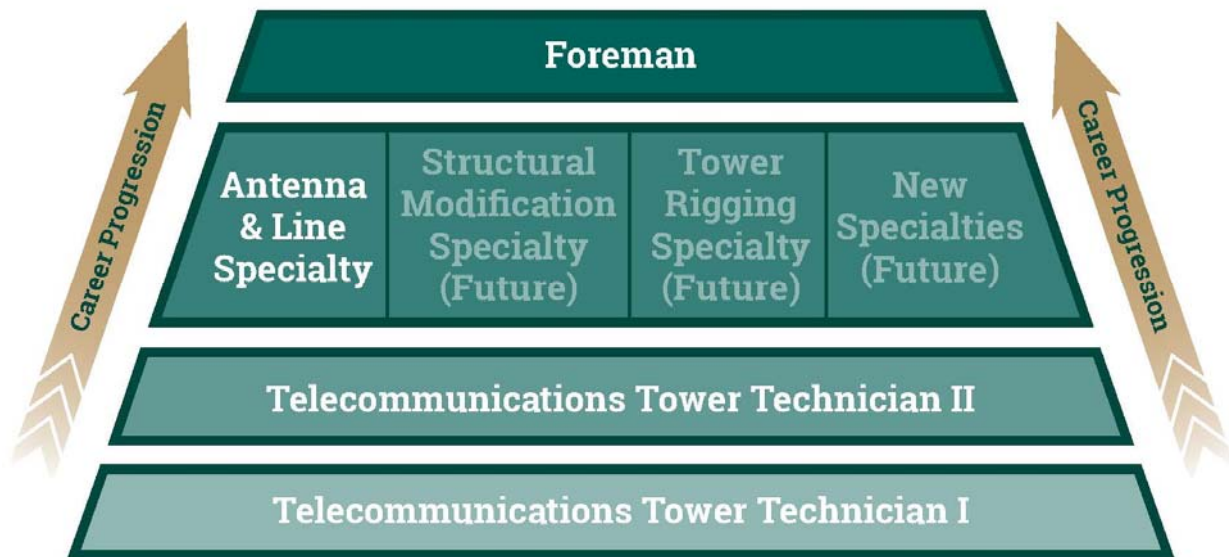 Foreman
Career Progression
Antenna
& Line
Specialty
Structural
Modification
Specialty
(Future)
Tower
Rigging
Specialty
(Future)
New
Specialties
(Future)
Career Progression
Telecommunications Tower Technician II
Telecommunications Tower Technician I